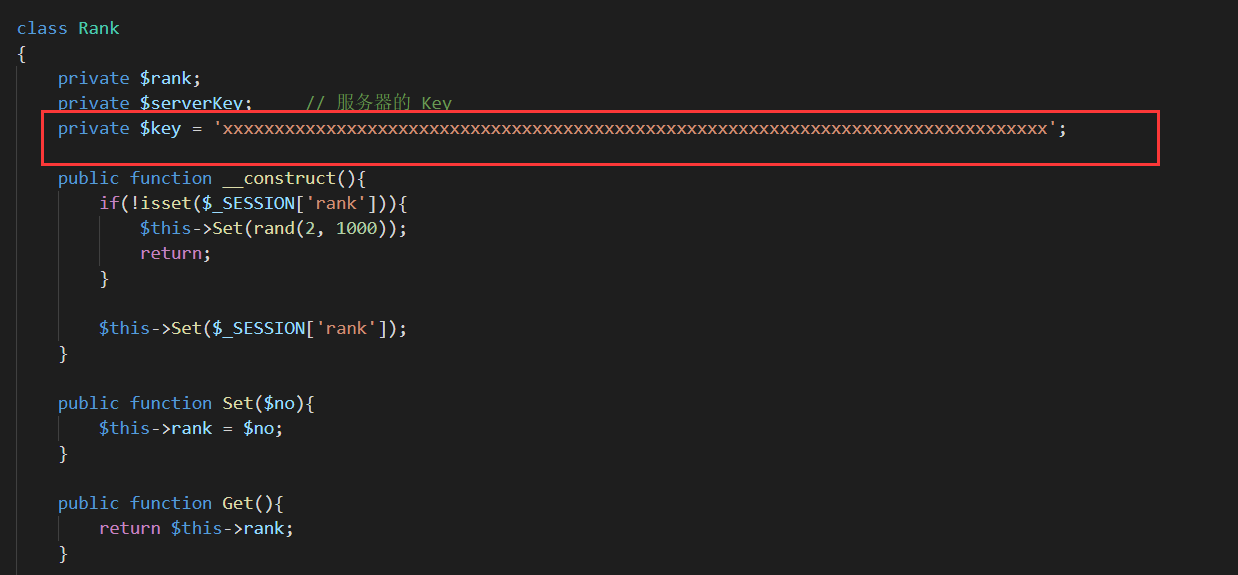 class Rank
{
    private $rank;
    private $serverKey;     // 服务器的 Key
    private $key = 'xxxxxxxxxxxxxxxxxxxxxxxxxxxxxxxxxxxxxxxxxxxxxxxxxxxxxxxxxxxxxxxxxxxxxxxxxxxxxxxx';
    public function __construct(){
        if(!isset($_SESSION['rank'])){
            $this->Set(rand(2, 1000));
            return;
        }
        $this->Set($_SESSION['rank']);
    }
    public function Set($no){
        $this->rank = $no;
    }
    public function Get(){
        return $this->rank;
    }